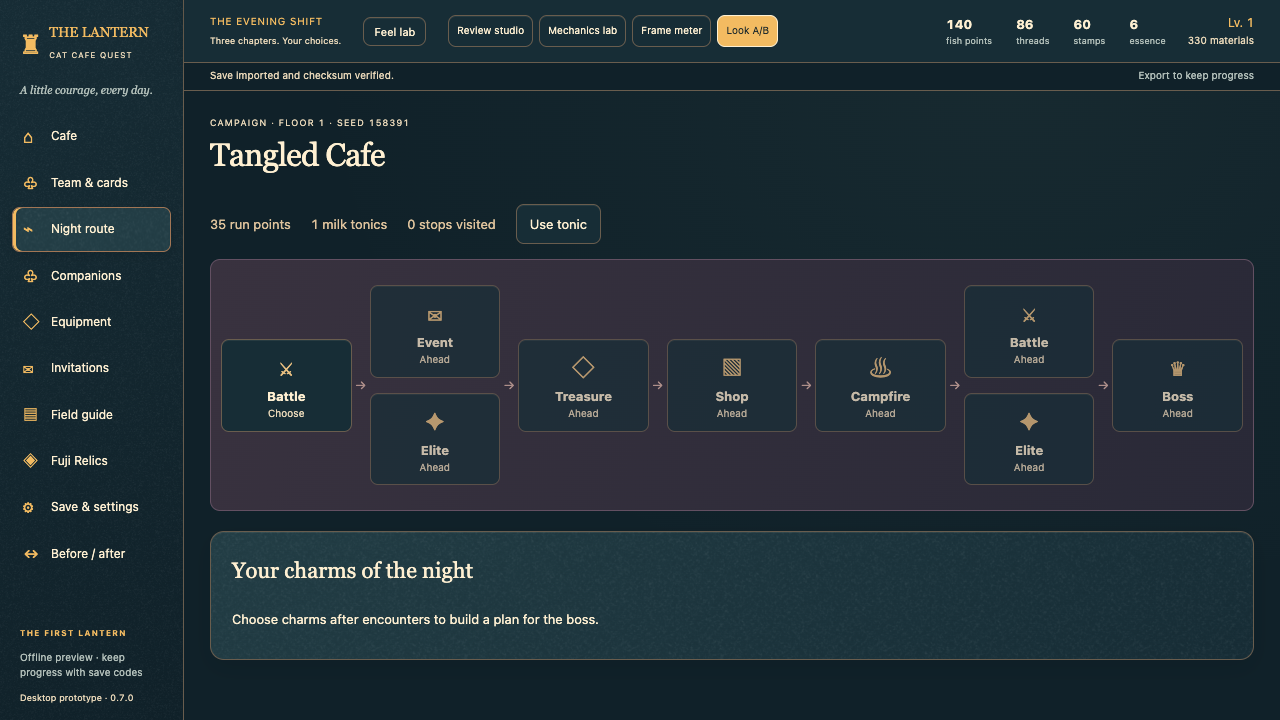 THE LANTERN
CAT CAFE QUEST
A little courage, every day.
Cafe
Team & cards
Night route
Companions
Equipment
Invitations
Field guide
Fuji Relics
Save & settings
Before / after
THE FIRST LANTERN
Offline preview · keep
progress with save codes
Desktop prototype · 0.7.0
THE EVENING SHIFT
Three chapters. Your choices.
Feel lab
Review studio
Mechanics lab
Frame meter
Look A/B
140
fish points
86
threads
60
stamps
6
essence
Lv. 1
330 materials
Save imported and checksum verified.
Export to keep progress
CAMPAIGN · FLOOR 1 · SEED 158391
Tangled Cafe
35 run points
1 milk tonics
0 stops visited
Use tonic
Battle
Choose
Event
Ahead
Elite
Ahead
Treasure
Ahead
Shop
Ahead
Campfire
Ahead
Battle
Ahead
Elite
Ahead
Boss
Ahead
Your charms of the night
Choose charms after encounters to build a plan for the boss.